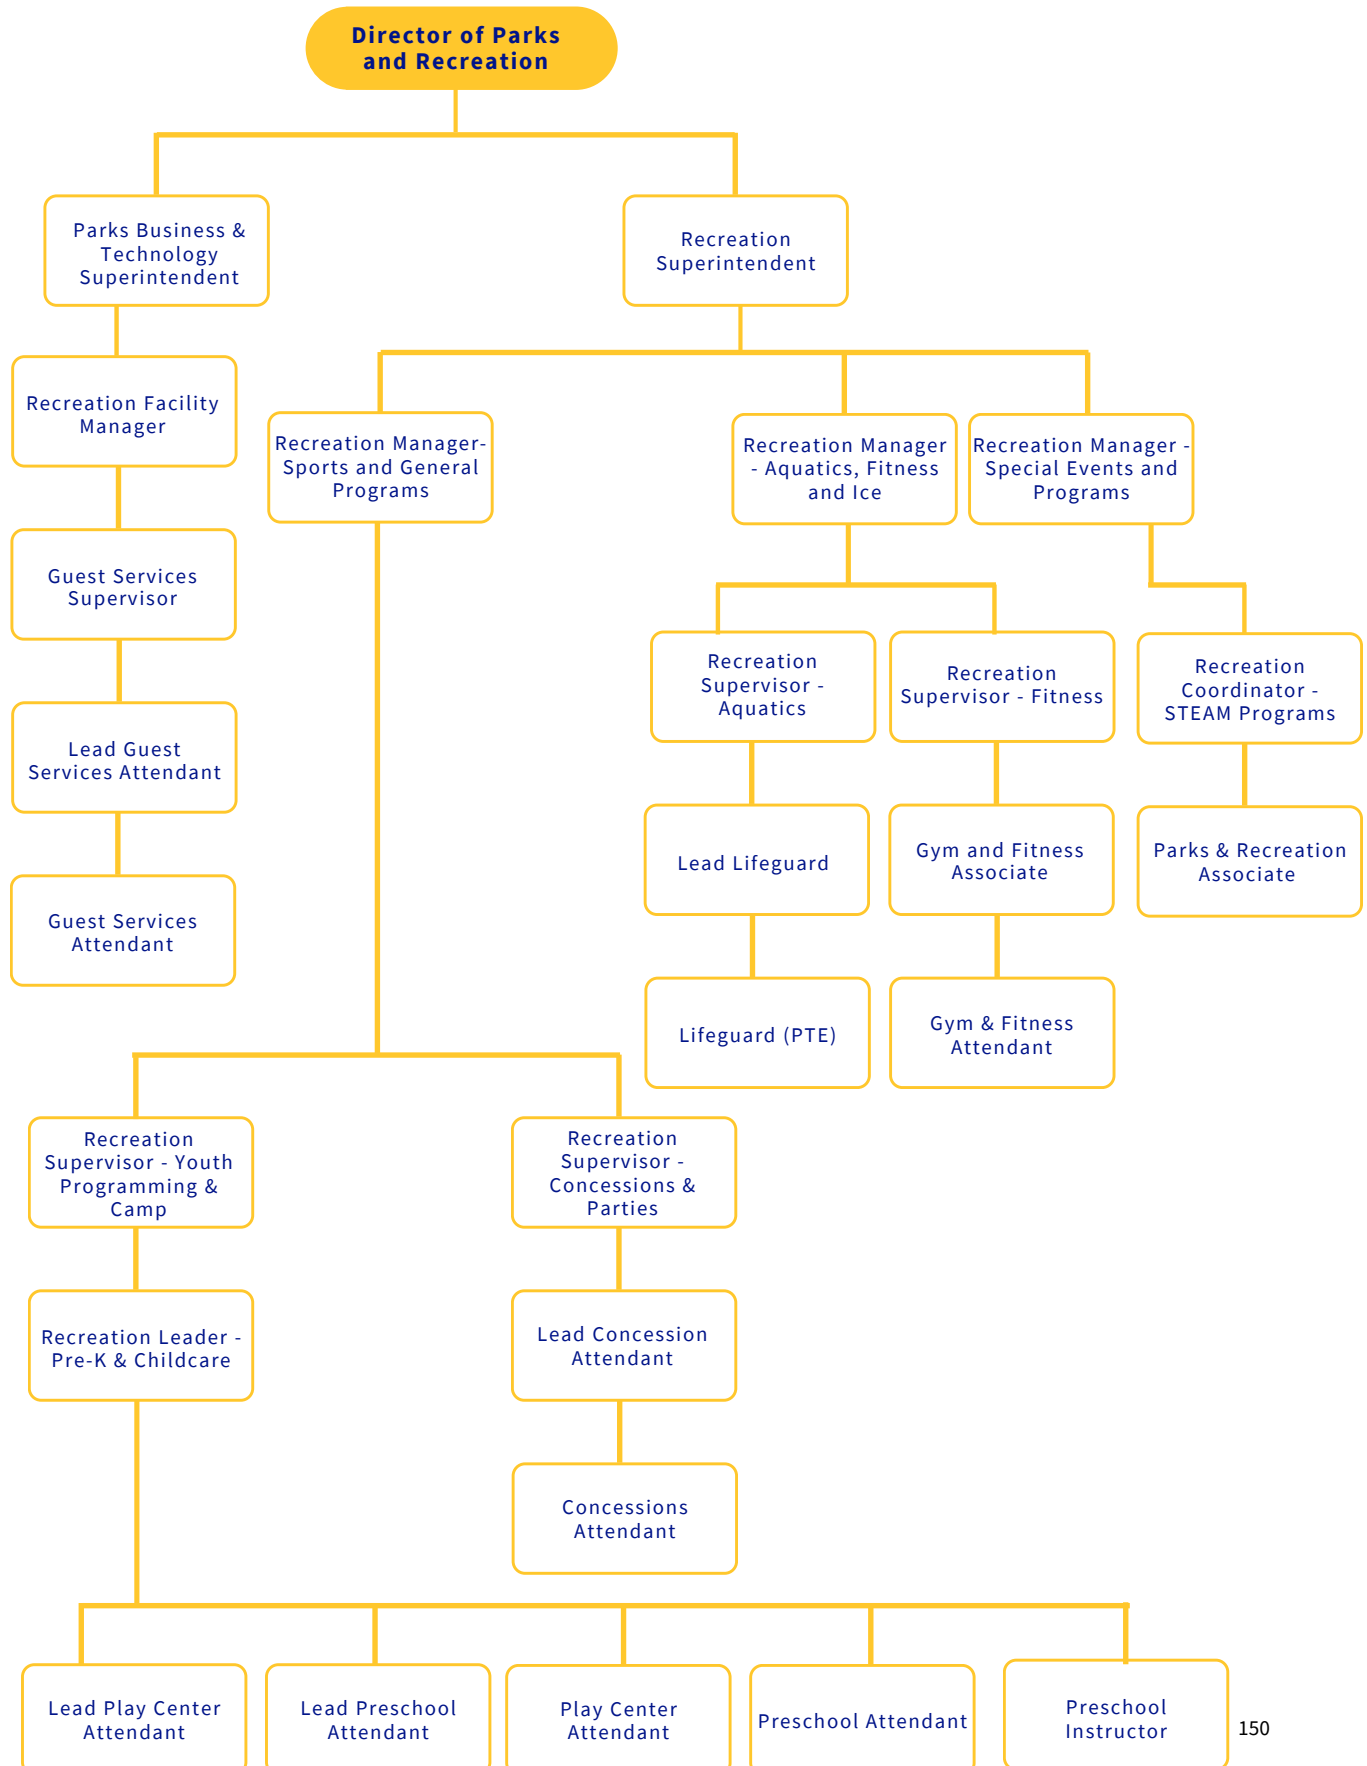 Director of Parks
and Recreation
Parks Business &
Technology
Superintendent
Recreation
Superintendent
Recreation Facility
Manager
Recreation Manager-
Sports and General
Programs
Recreation Manager
- Aquatics, Fitness
and Ice
Recreation Manager -
Special Events and
Programs
Guest Services
Supervisor
Recreation
Supervisor -
Aquatics
Recreation
Supervisor - Fitness
Recreation
Coordinator -
STEAM Programs
Lead Guest
Services Attendant
Lead Lifeguard
Gym and Fitness
Associate
Parks & Recreation
Associate
Guest Services
Attendant
Lifeguard (PTE)
Gym & Fitness
Attendant
Recreation
Supervisor - Youth
Programming &
Camp
Recreation
Supervisor -
Concessions &
Parties
Recreation Leader -
Pre-K & Childcare
Lead Concession
Attendant
Concessions
Attendant
Lead Play Center
Attendant
Lead Preschool
Attendant
Play Center
Attendant
Preschool Attendant
Preschool
Instructor
150